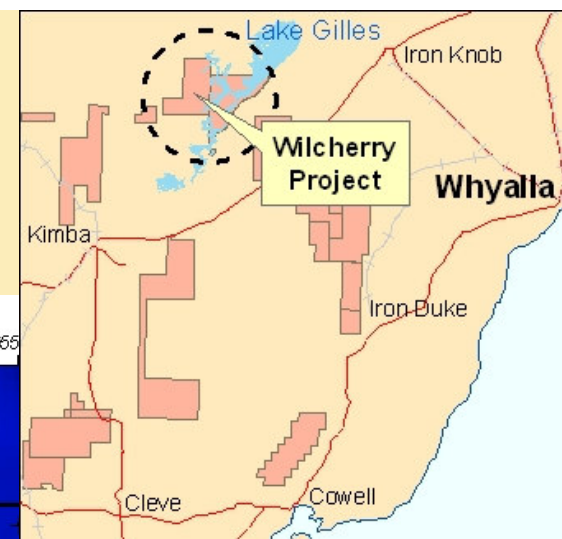 Lake Gilles
Iron Knob
Wilcherry
Project
Whyalla
Kimba
Iron Duke
Cleve
Cowell